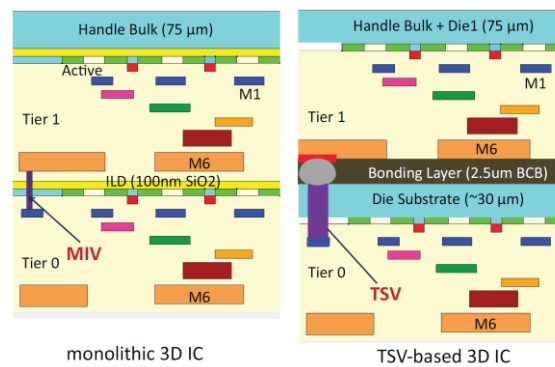 Handle Bulk (75 μm)
Active
M1
Tier 1
M6
ILD (100nm SiO2)
MIV
Tier 0
M6
monolithic 3D IC
Handle Bulk + Die1 (75 μm)
M1
Tier 1
M6
Bonding Layer (2.5um BCB)
Die Substrate (~30 μm)
Tier 0
TSV
M6
TSV-based 3D IC